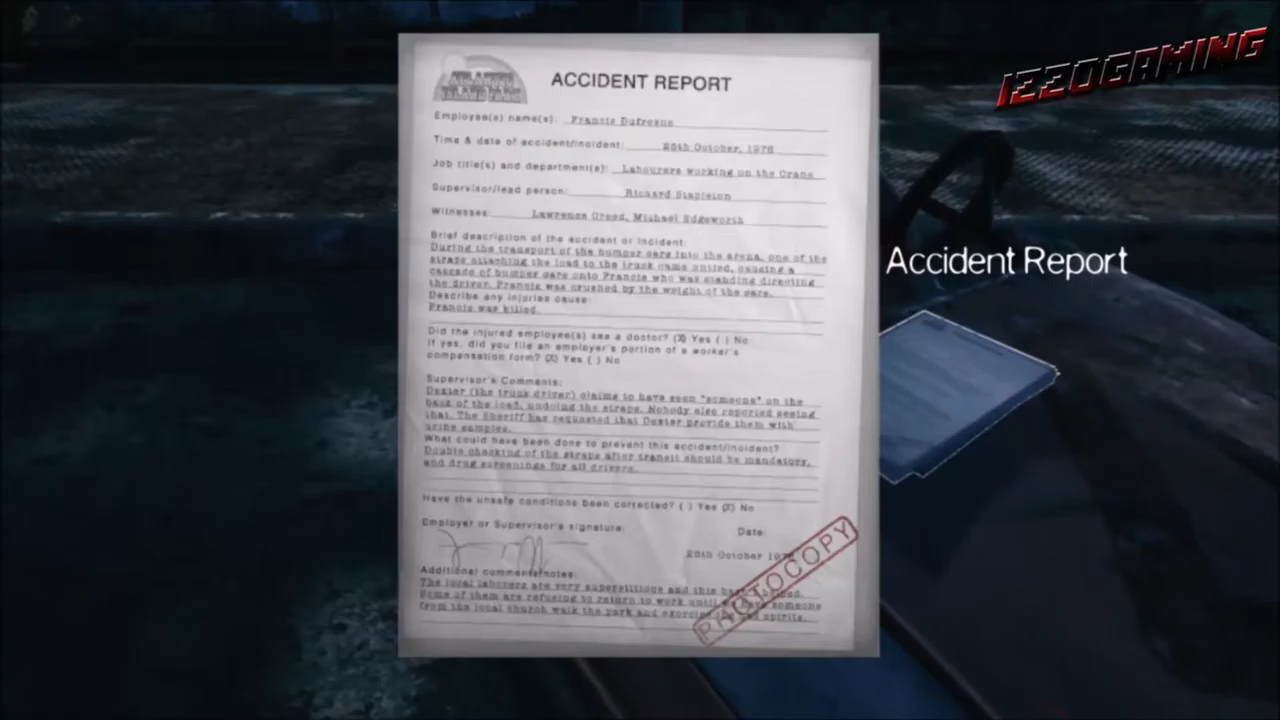 IZZOGAMING
ACCIDENT REPORT
Employee(s) name(s): Francis Dufresne
Time & date of accident/incident: October, 197
Job title(s) and department(s): Labourers working on the Crane
Supervisor/lead person: Richard Stapleton
Witnesses: Lawrence Creed, Michael Edgeworth
Brief description of the accident or incident:
During the transport of the bumper cars into the arena, one of the
straps attaching the load to the truck came untied, causing a
cascade of bumper cars onto Francis who was standing directing
the driver. Francis was crushed by the weight of the cars.
Describe any injuries cause:
Francis was killed.
Did the injured employee(s) see a doctor? (X) Yes ( ) No
If yes, did you file an employer's portion of a worker's
compensation form? (X) Yes ( ) No
Supervisor's Comments:
Dexter (the truck driver) claims to have seen "someone" on the
back of the load, undoing the straps. Nobody else reported seeing
that. The Sheriff has requested that Dexter provide them with
urine samples.
What could have been done to prevent this accident/incident?
Double checking of the straps after transit should be mandatory,
and drug screenings for all drivers.
Have the unsafe conditions been corrected? ( ) Yes (X) No
Employer or Supervisor's signature: Date:
October
Additional comments/notes:
The local laborers are very superstitious and this
Some of them are refusing to return to work until someone
from the local church walk the park and spirits.
PHOTOCOPY
Accident Report